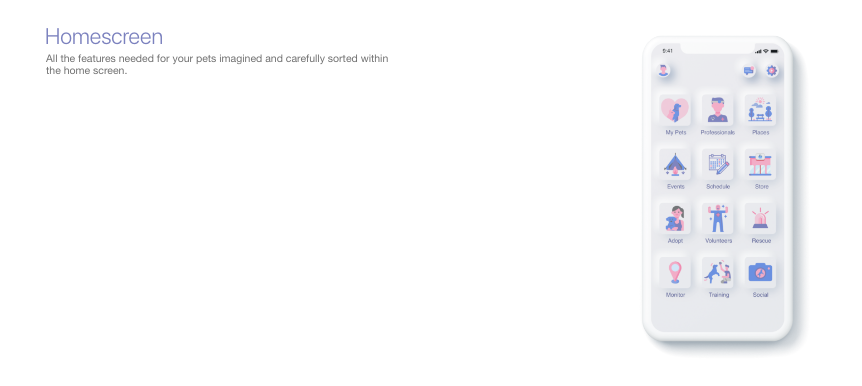 Homescreen
All the features needed for your pets imagined and carefully sorted within
the home screen.
9:41
My Pets Professionals Places
Events Schedule Store
Adopt Volunteers Rescue
Monitor Training Social